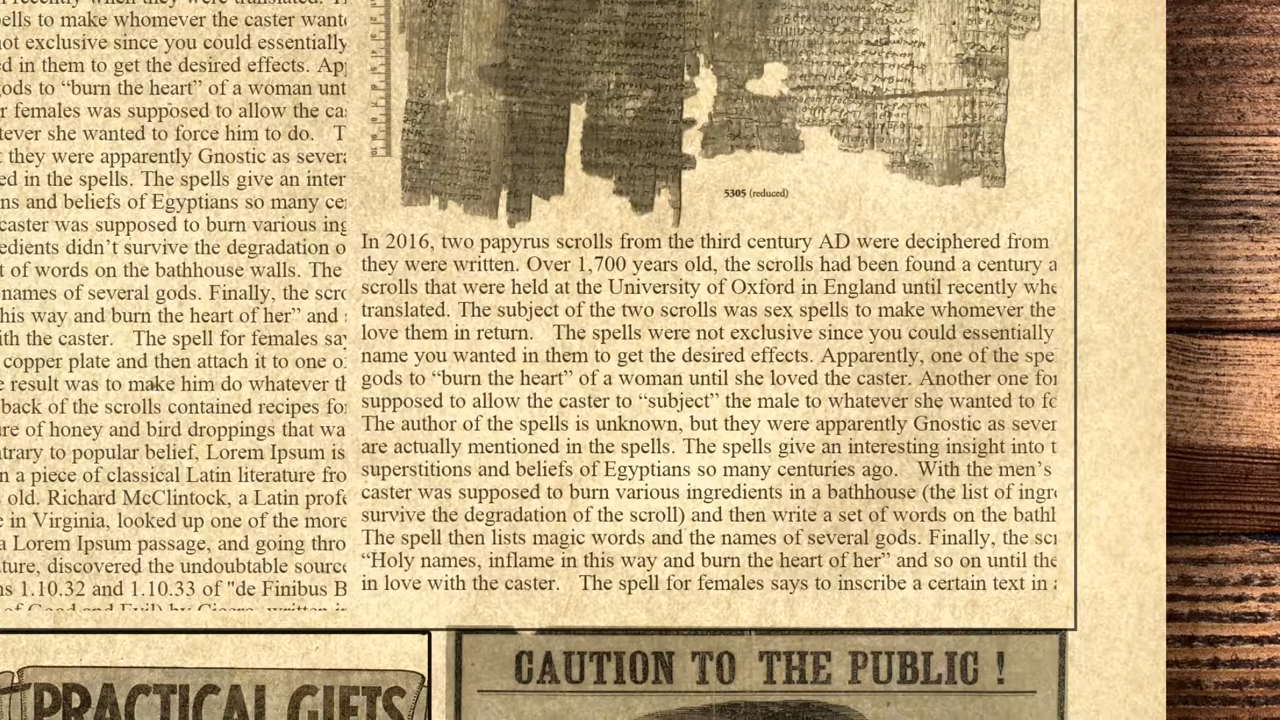 pells to make whomever the caster want
not exclusive since you could essentially
ed in them to get the desired effects. Ap
gods to “burn the heart” of a woman unt
r females was supposed to allow the ca
tever she wanted to force him to do. T
t they were apparently Gnostic as severa
ed in the spells. The spells give an inter
ns and beliefs of Egyptians so many ce
caster was supposed to burn various ing
edients didn’t survive the degradation o
t of words on the bathhouse walls. The
names of several gods. Finally, the scro
his way and burn the heart of her” and
ith the caster. The spell for females say
copper plate and then attach it to one o
e result was to make him do whatever th
back of the scrolls contained recipes for
ure of honey and bird droppings that wa
ntrary to popular belief, Lorem Ipsum is
n a piece of classical Latin literature fro
old. Richard McClintock, a Latin profe
e in Virginia, looked up one of the more
a Lorem Ipsum passage, and going thro
ature, discovered the undoubtable source
ns 1.10.32 and 1.10.33 of "de Finibus B
5305 (reduced)
In 2016, two papyrus scrolls from the third century AD were deciphered from
they were written. Over 1,700 years old, the scrolls had been found a century a
scrolls that were held at the University of Oxford in England until recently whe
translated. The subject of the two scrolls was sex spells to make whomever the
love them in return. The spells were not exclusive since you could essentially
name you wanted in them to get the desired effects. Apparently, one of the spe
gods to “burn the heart” of a woman until she loved the caster. Another one for
supposed to allow the caster to “subject” the male to whatever she wanted to fo
The author of the spells is unknown, but they were apparently Gnostic as sever
are actually mentioned in the spells. The spells give an interesting insight into t
superstitions and beliefs of Egyptians so many centuries ago. With the men’s
caster was supposed to burn various ingredients in a bathhouse (the list of ingre
survive the degradation of the scroll) and then write a set of words on the bathh
The spell then lists magic words and the names of several gods. Finally, the scr
“Holy names, inflame in this way and burn the heart of her” and so on until the
in love with the caster. The spell for females says to inscribe a certain text in a
PRACTICAL GIFTS
CAUTION TO THE PUBLIC !